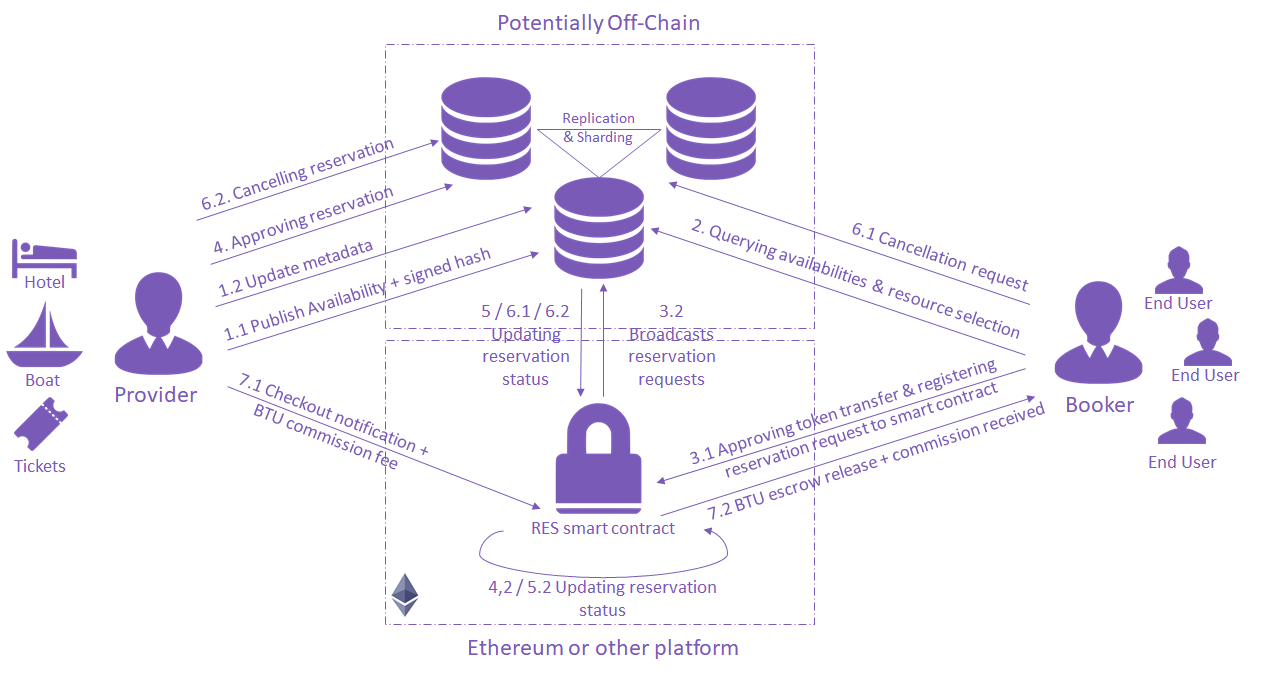 Potentially Off-Chain
Replication
& Sharding
6.2. Cancelling reservation
4. Approving reservation
1.2 Update metadata
1.1 Publish Availability + signed hash
6.1 Cancellation request
2. Querying availabilities & resource selection
Hotel
Boat
Tickets
Provider
End User
End User
End User
Booker
5 / 6.1 / 6.2
Updating
reservation
status
3.2
Broadcasts
reservation
requests
7.1 Checkout notification +
BTU commission fee
3.1 Approving token transfer & registering
reservation request to smart contract
7.2 BTU escrow release + commission received
RES smart contract
4,2 / 5.2 Updating reservation
status
Ethereum or other platform